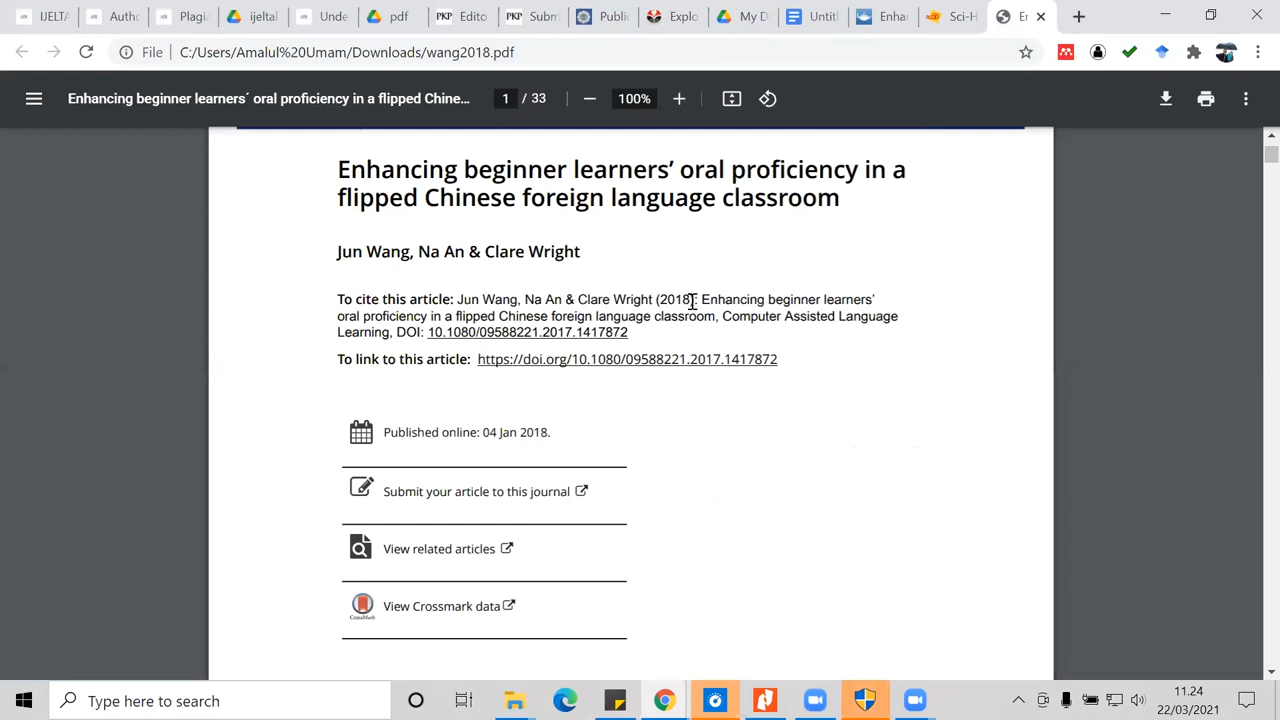 IJELTA
Autho
Plagia
ijeltal
Unde
pdf
PKP Edito
PKP Subm
Public
Explo
My D
Untit
Enhar
Sci-H
En
File
C:/Users/Amalul%20Umam/Downloads/wang2018.pdf
Enhancing beginner learners´ oral proficiency in a flipped Chine...
1 / 33
100%
Enhancing beginner learners’ oral proficiency in a
flipped Chinese foreign language classroom
Jun Wang, Na An & Clare Wright
To cite this article: Jun Wang, Na An & Clare Wright (2018): Enhancing beginner learners’
oral proficiency in a flipped Chinese foreign language classroom, Computer Assisted Language
Learning, DOI: 10.1080/09588221.2017.1417872
To link to this article: https://doi.org/10.1080/09588221.2017.1417872
Published online: 04 Jan 2018.
Submit your article to this journal
View related articles
CrossMark
View Crossmark data
Type here to search
11.24
22/03/2021